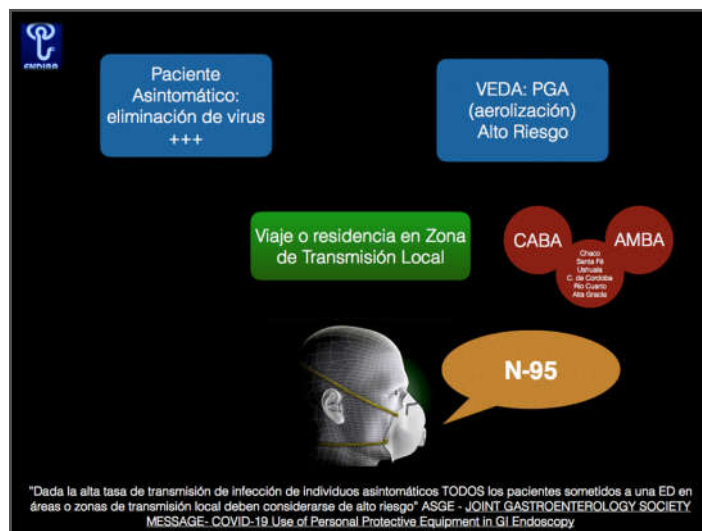 ENDIBA
Paciente
Asintomático:
eliminación de virus
+++
VEDA: PGA
(aerolización)
Alto Riesgo
Viaje o residencia en Zona
de Transmisión Local
CABA
AMBA
Chaco
Santa Fé
Ushuaia
C. de Cordoba
Rio Cuarto
Alta Gracia
N-95
"Dada la alta tasa de transmisión de infección de individuos asintomáticos TODOS los pacientes sometidos a una ED en
áreas o zonas de transmisión local deben considerarse de alto riesgo" ASGE - JOINT GASTROENTEROLOGY SOCIETY
MESSAGE- COVID-19 Use of Personal Protective Equipment in GI Endoscopy